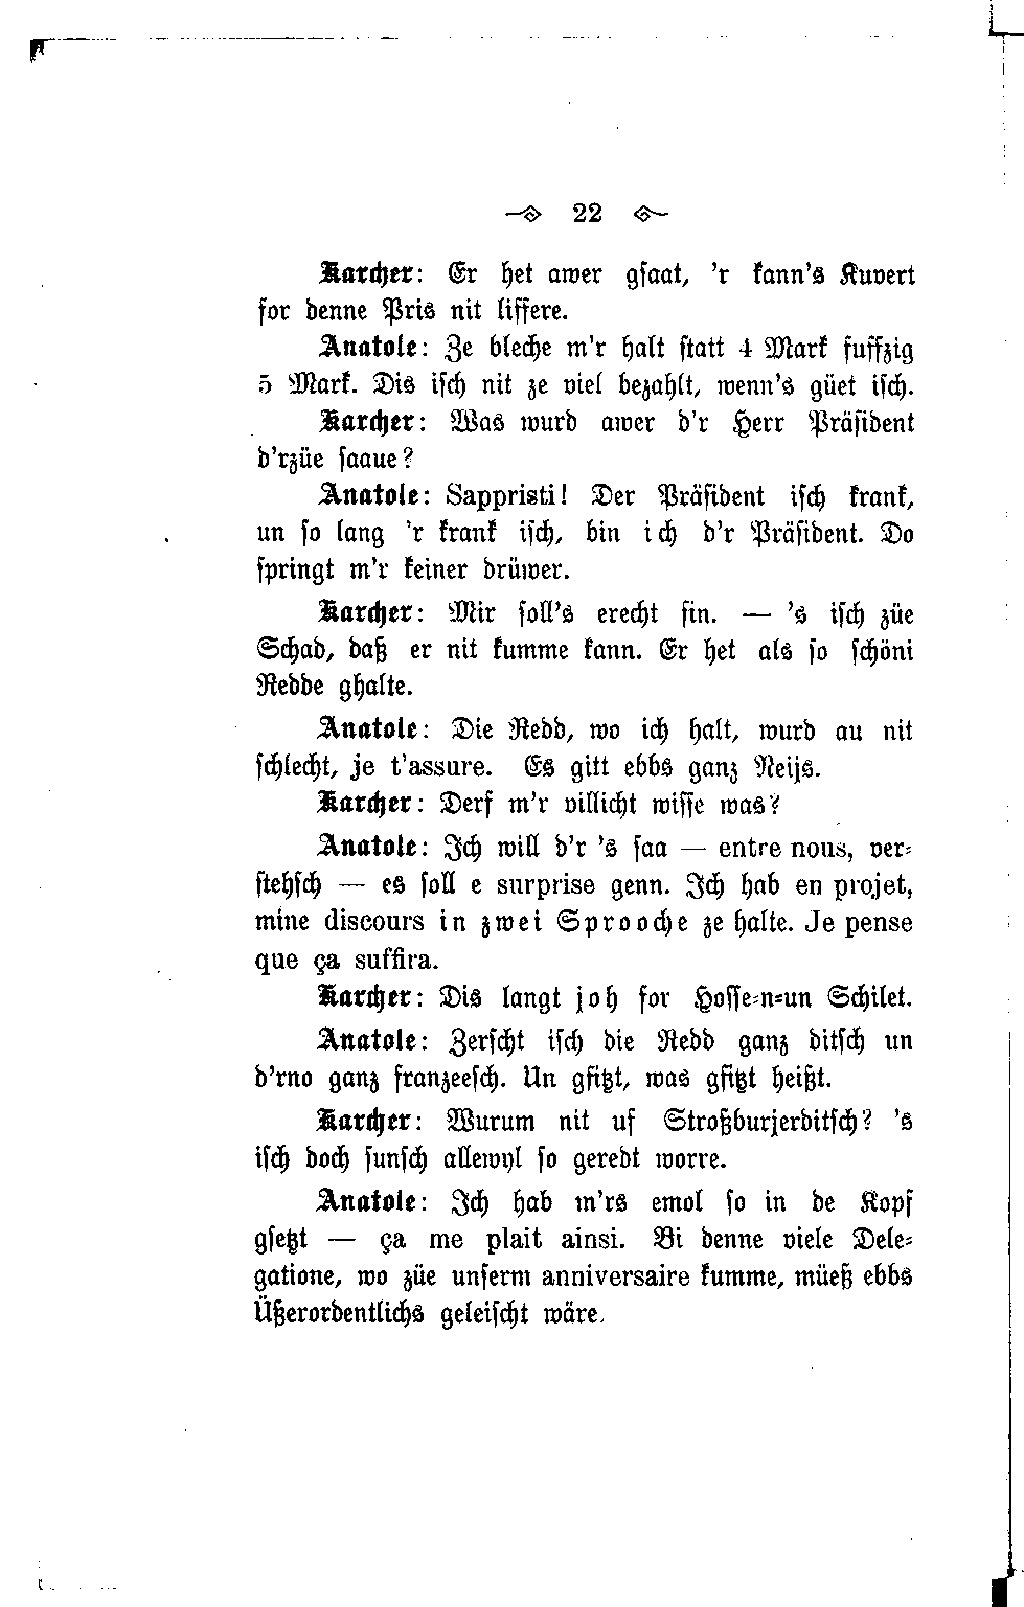 22
Karcher: Er het awer gsaat, 'r kann's Kuvert
for denne Pris nit liffere.
Anatole: Ze bleche m'r halt statt 4 Mark fuffzig
5 Mark. Dis isch nit ze viel bezahlt, wenn's güet isch.
Karcher: Was wurd awer d'r Herr Präsident
d'rzüe saaue?
Anatole: Sappristi! Der Präsident isch krank,
un so lang 'r krank isch, bin ich d'r Präsident. Do
springt m'r keiner drüwer.
Karcher: Mir soll's erecht sin. — 's isch züe
Schad, daß er nit kumme kann. Er het als so schöni
Redde ghalte.
Anatole: Die Redd, wo ich halt, wurd au nit
schlecht, je t'assure. Es gitt ebbs ganz Neijs.
Karcher: Derf m'r villicht wisse was?
Anatole: Ich will d'r 's saa — entre nous, ver-
stehsch — es soll e surprise genn. Ich hab en projet,
mine discours in zwei Sprooche ze halte. Je pense
que ça suffira.
Karcher: Dis langt joh for Hosse-n-un Schilet.
Anatole: Zerscht isch die Redd ganz ditsch un
d'rno ganz franzeesch. Un gsitzt, was gsitzt heißt.
Karcher: Wurum nit uf Stroßburjerditsch? 's
isch doch sunsch allewyl so geredt worre.
Anatole: Ich hab m'rs emol so in de Kopf
gsetzt — ça me plait ainsi. Bi denne viele Dele-
gatione, wo züe unserm anniversaire kumme, müeß ebbs
Üßerordentlichs geleischt wäre.